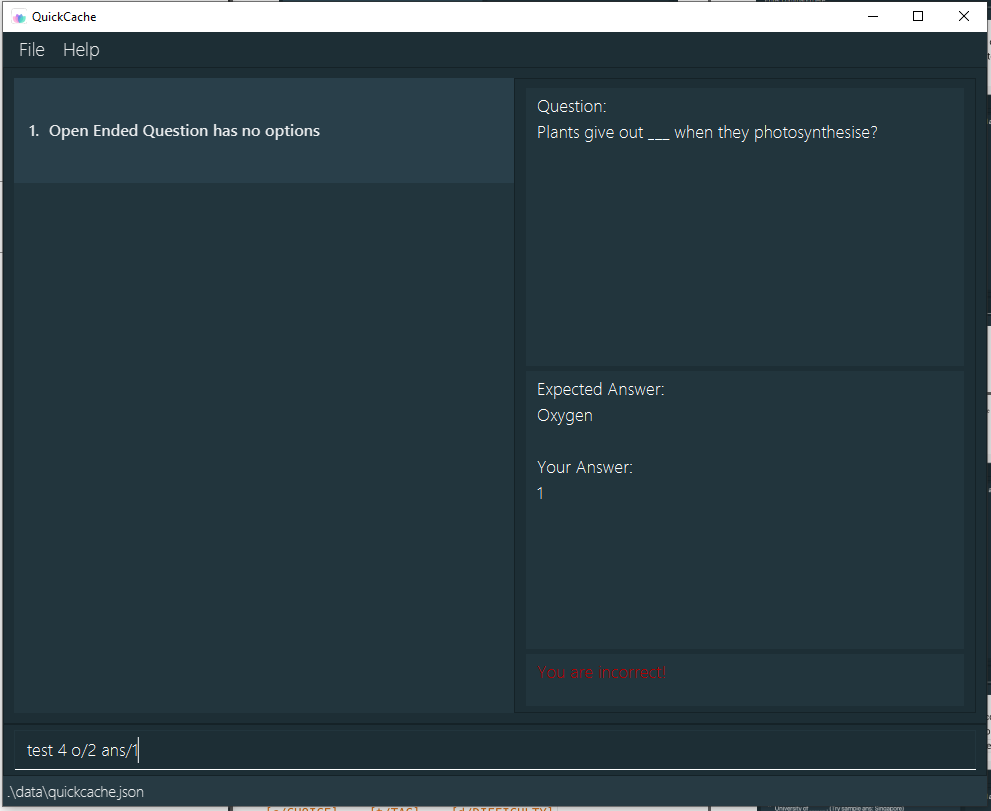 QuickCache
File Help
1. Open Ended Question has no options
Question:
Plants give out ___ when they photosynthesise?
Expected Answer:
Oxygen
Your Answer:
1
You are incorrect!
test 4 o/2 ans/1
.\data\quickcache.json